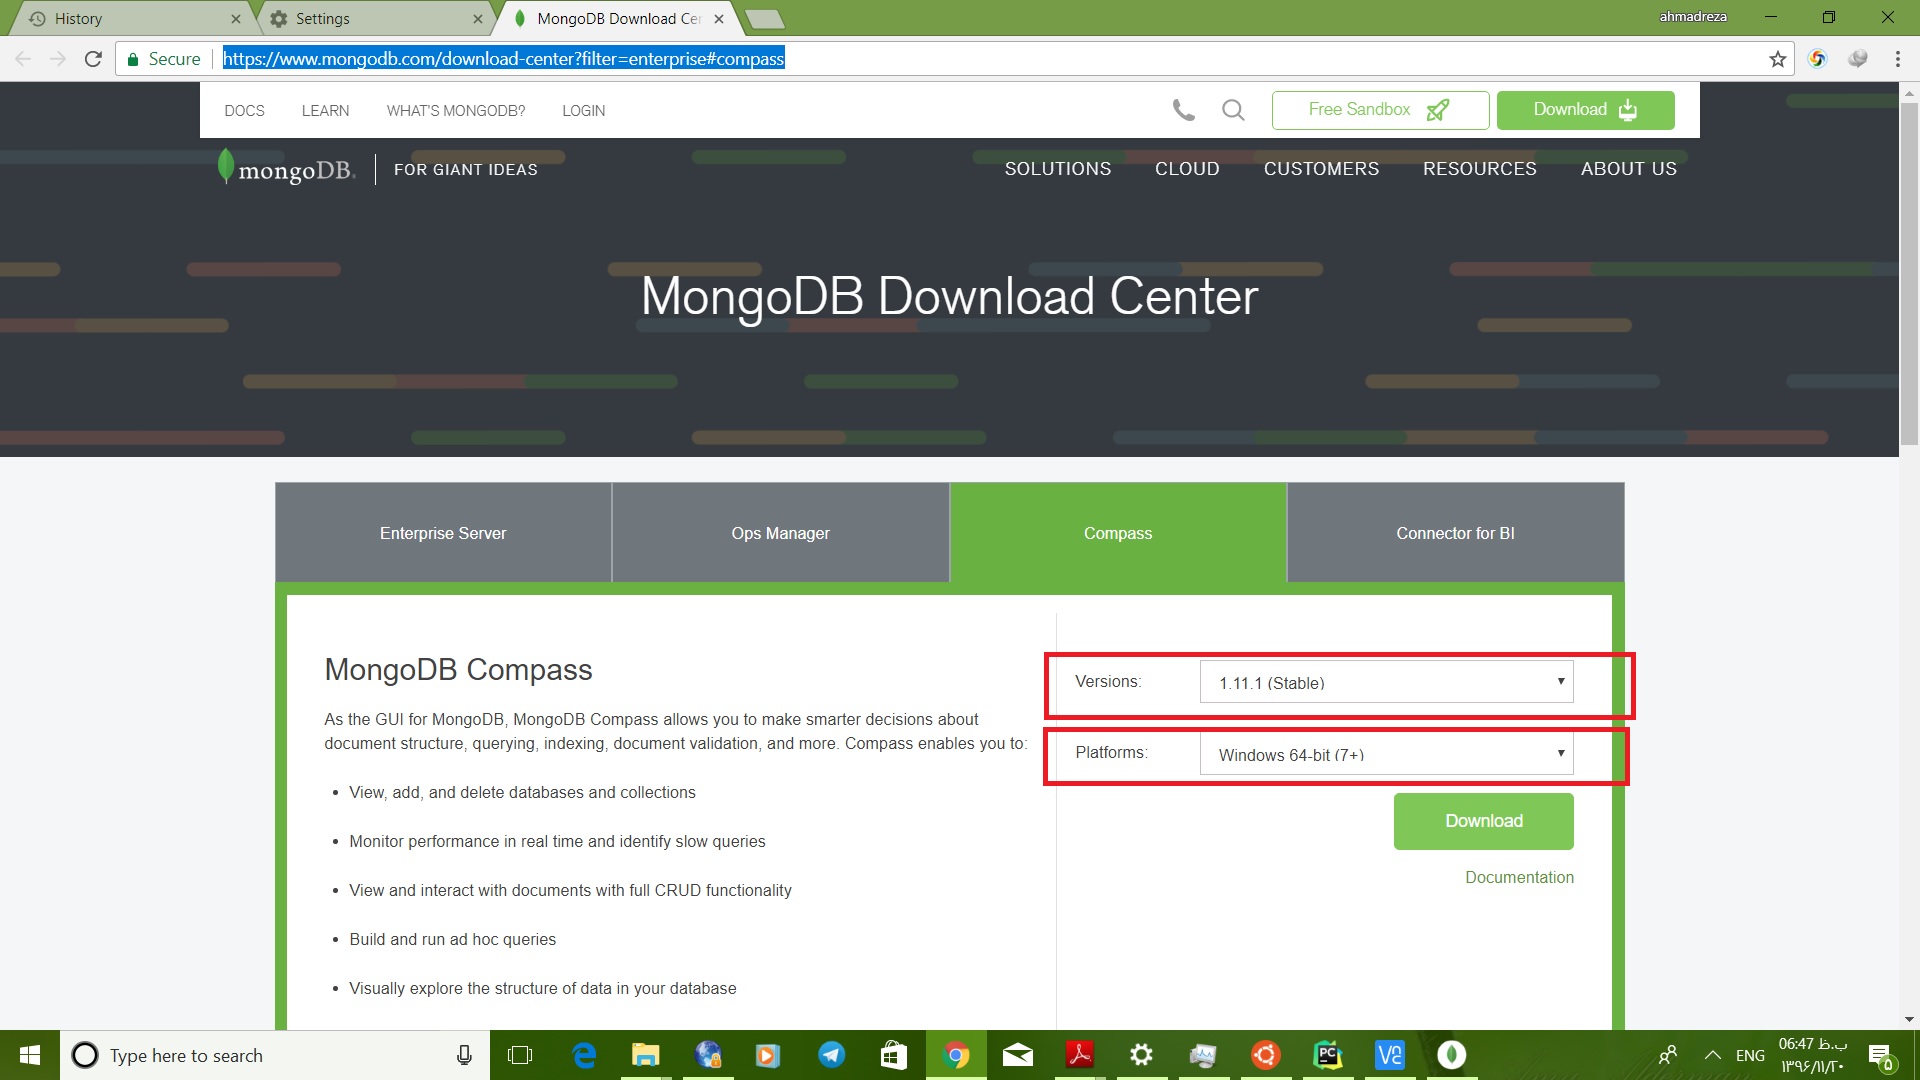 History
Settings
MongoDB Download Cer
ahmadreza
Secure
https://www.mongodb.com/download-center?filter=enterprise#compass
DOCS LEARN WHAT'S MONGODB? LOGIN
Free Sandbox
Download
mongoDB. FOR GIANT IDEAS
SOLUTIONS CLOUD CUSTOMERS RESOURCES ABOUT US
MongoDB Download Center
Enterprise Server
Ops Manager
Compass
Connector for BI
MongoDB Compass
As the GUI for MongoDB, MongoDB Compass allows you to make smarter decisions about
document structure, querying, indexing, document validation, and more. Compass enables you to:
• View, add, and delete databases and collections
• Monitor performance in real time and identify slow queries
• View and interact with documents with full CRUD functionality
• Build and run ad hoc queries
• Visually explore the structure of data in your database
Versions: 1.11.1 (Stable)
Platforms: Windows 64-bit (7+)
Download
Documentation
Type here to search
PC
ENG
06:47 ب.ظ
۱۳۹۶/۱۱/۲۰
۵